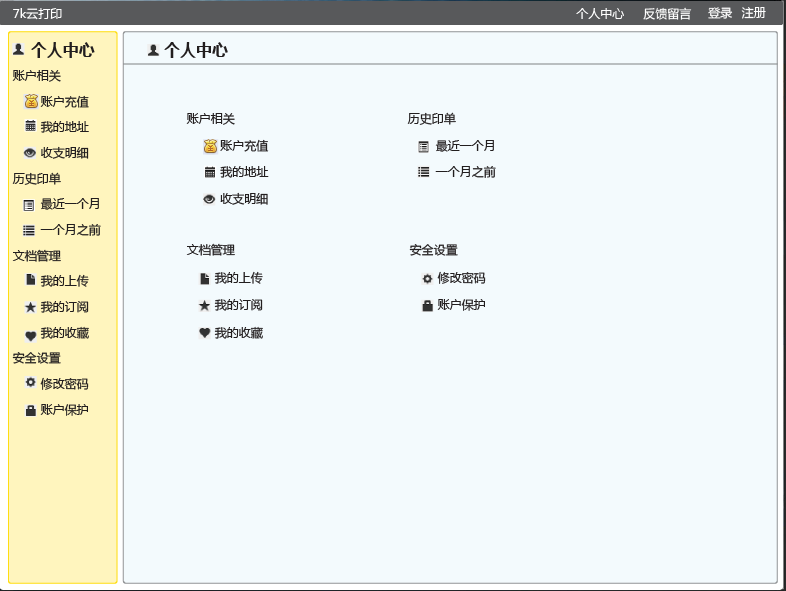 7k云打印
个人中心 反馈留言 登录 注册
个人中心
账户相关
账户充值
我的地址
收支明细
历史印单
最近一个月
一个月之前
文档管理
我的上传
我的订阅
我的收藏
安全设置
修改密码
账户保护
个人中心
账户相关
账户充值
我的地址
收支明细
历史印单
最近一个月
一个月之前
文档管理
我的上传
我的订阅
我的收藏
安全设置
修改密码
账户保护